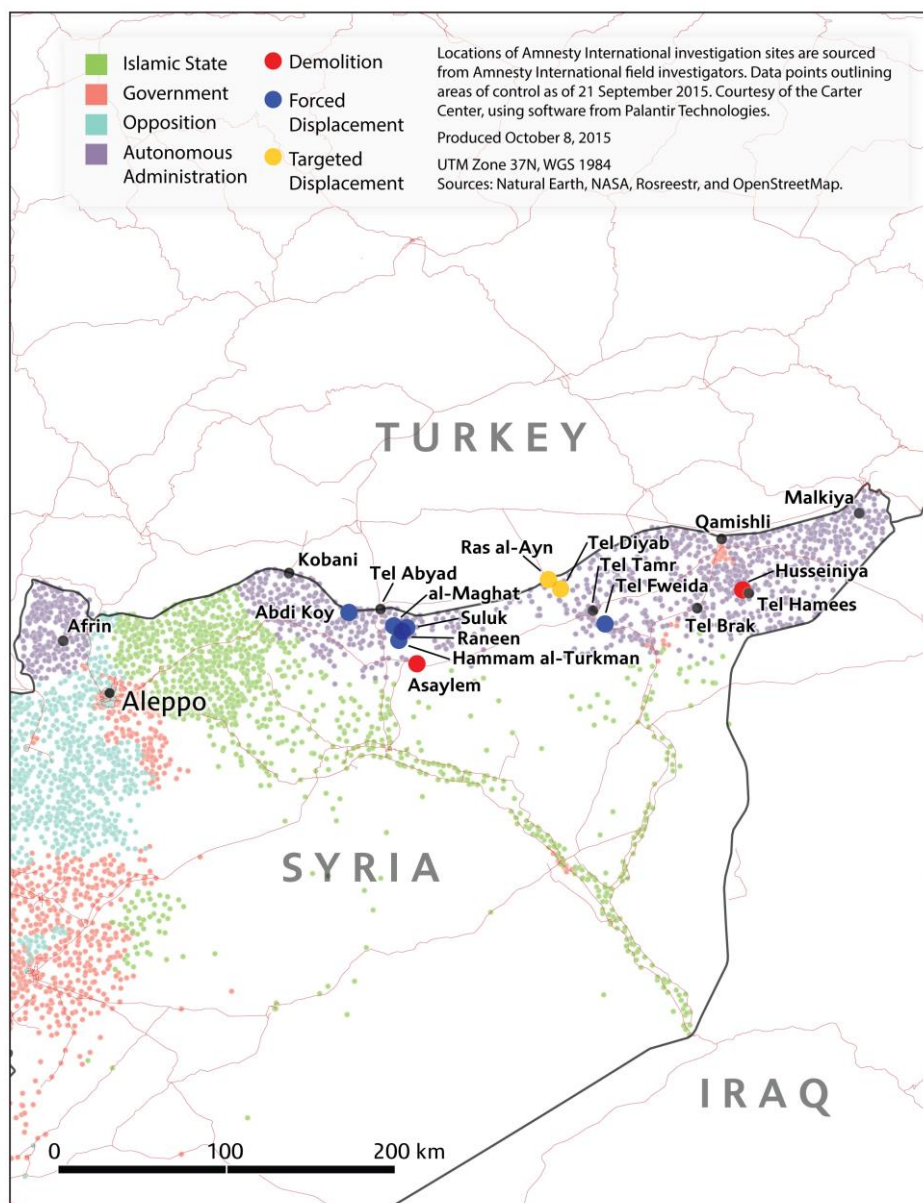 Islamic State
Government
Opposition
Autonomous
Administration
Demolition
Forced
Displacement
Targeted
Displacement
Locations of Amnesty International investigation sites are sourced
from Amnesty International field investigators. Data points outlining
areas of control as of 21 September 2015. Courtesy of the Carter
Center, using software from Palantir Technologies.
Produced October 8, 2015
UTM Zone 37N, WGS 1984
Sources: Natural Earth, NASA, Rosreestr, and OpenStreetMap.
TURKEY
Malkiya
Qamishli
Ras al-Ayn
Tel Diyab
Kobani
Tel Abyad
Tel Tamr
Husseiniya
al-Maghat
Tel Fweida
Abdi Koy
Suluk
Tel Hamees
Afrin
Raneen
Tel Brak
Hammam al-Turkman
Asaylem
Aleppo
SYRIA
IRAQ
0 100 200 km